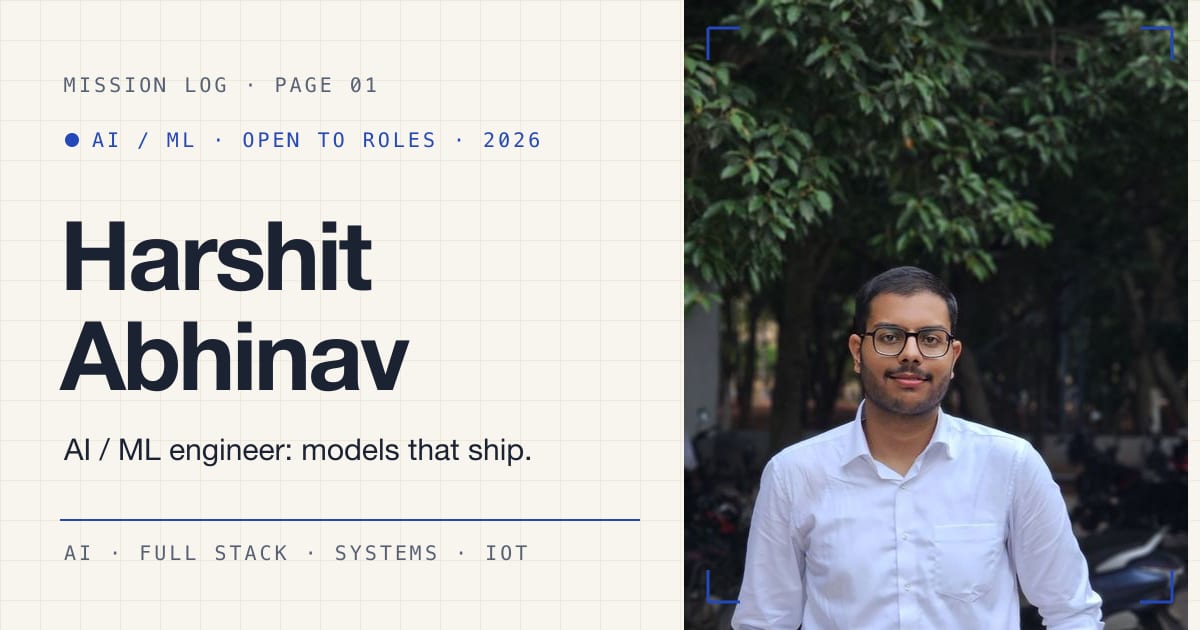 MISSION LOG · PAGE 01
AI / ML · OPEN TO ROLES · 2026
Harshit
Abhinav
AI / ML engineer: models that ship.
AI · FULL STACK · SYSTEMS · IOT